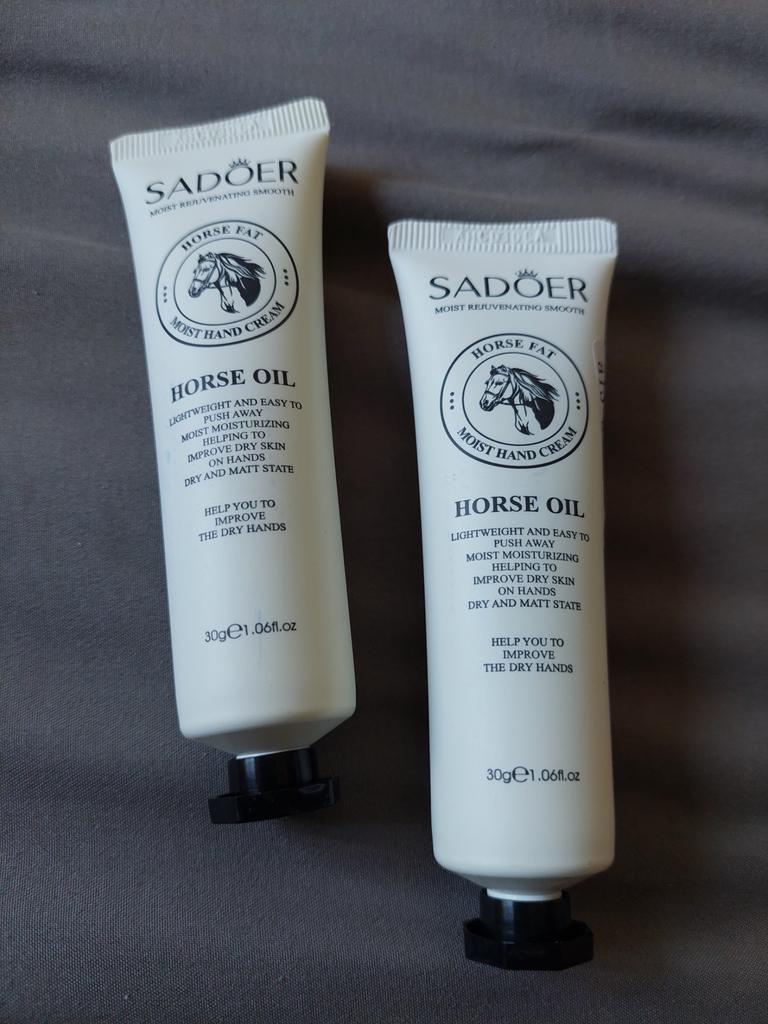 SADOER
MOIST REJUVENATING SMOOTH
HORSE FAT
MOIST HAND CREAM
HORSE OIL
LIGHTWEIGHT AND EASY TO
PUSH AWAY
MOIST MOISTURIZING
HELPING TO
IMPROVE DRY SKIN
ON HANDS
DRY AND MATT STATE
HELP YOU TO
IMPROVE
THE DRY HANDS
30g℮1.06fl.oz
SADOER
MOIST REJUVENATING SMOOTH
HORSE FAT
MOIST HAND CREAM
HORSE OIL
LIGHTWEIGHT AND EASY TO
PUSH AWAY
MOIST MOISTURIZING
HELPING TO
IMPROVE DRY SKIN
ON HANDS
DRY AND MATT STATE
HELP YOU TO
IMPROVE
THE DRY HANDS
30g℮1.06fl.oz